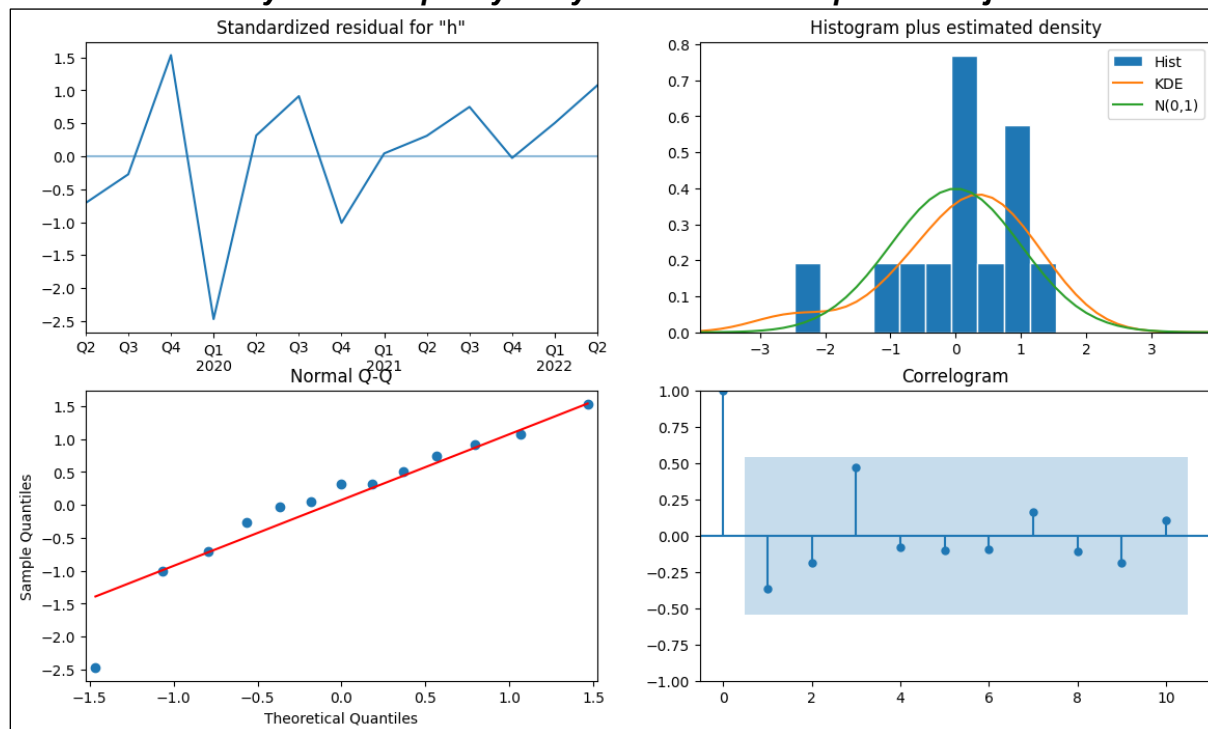 Standardized residual for "h"
1.5
1.0
0.5
0.0
−0.5
−1.0
−1.5
−2.0
−2.5
Q2 Q3 Q4 Q1 Q2 Q3 Q4 Q1 Q2 Q3 Q4 Q1 Q2
2020 2021 2022
Histogram plus estimated density
0.8
0.7
0.6
0.5
0.4
0.3
0.2
0.1
0.0
Hist
KDE
N(0,1)
−3 −2 −1 0 1 2 3
Normal Q-Q
Sample Quantiles
1.5
1.0
0.5
0.0
−0.5
−1.0
−1.5
−2.0
−2.5
−1.5 −1.0 −0.5 0.0 0.5 1.0 1.5
Theoretical Quantiles
Correlogram
1.00
0.75
0.50
0.25
0.00
−0.25
−0.50
−0.75
−1.00
0 2 4 6 8 10